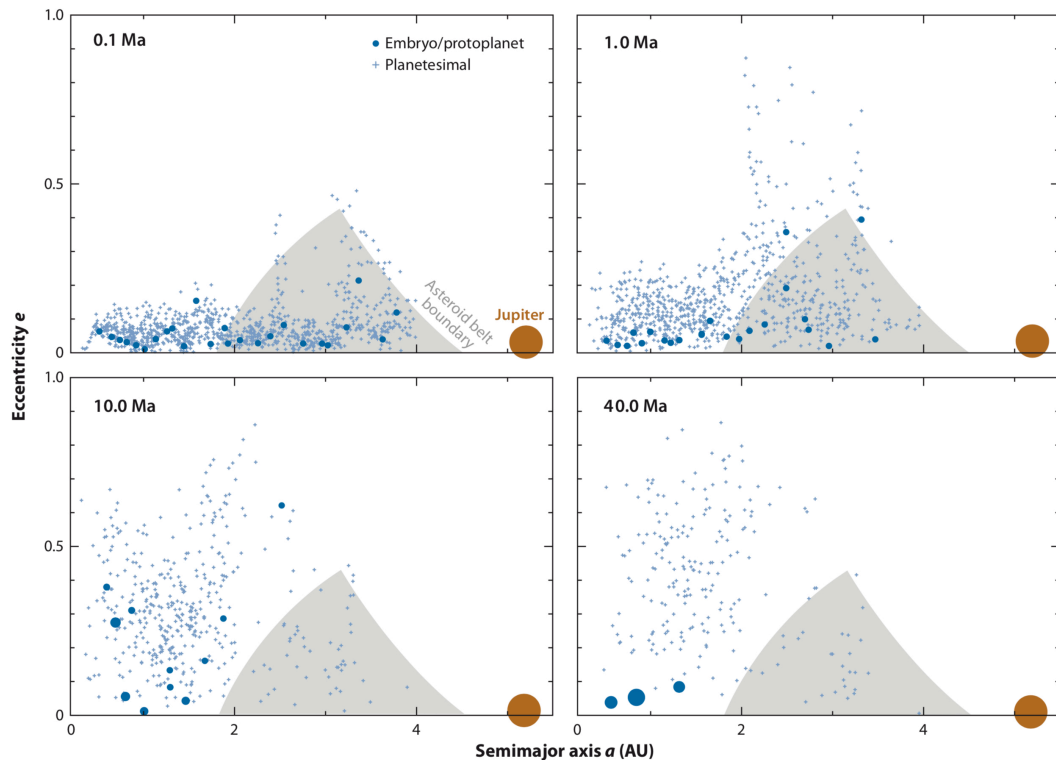 1.0
0.1 Ma
Embryo/protoplanet
Planetesimal
1.0 Ma
0.5
Asteroid belt
boundary
Jupiter
0
Eccentricity e
1.0
10.0 Ma
40.0 Ma
0.5
0
0
2
4
0
2
4
Semimajor axis a (AU)